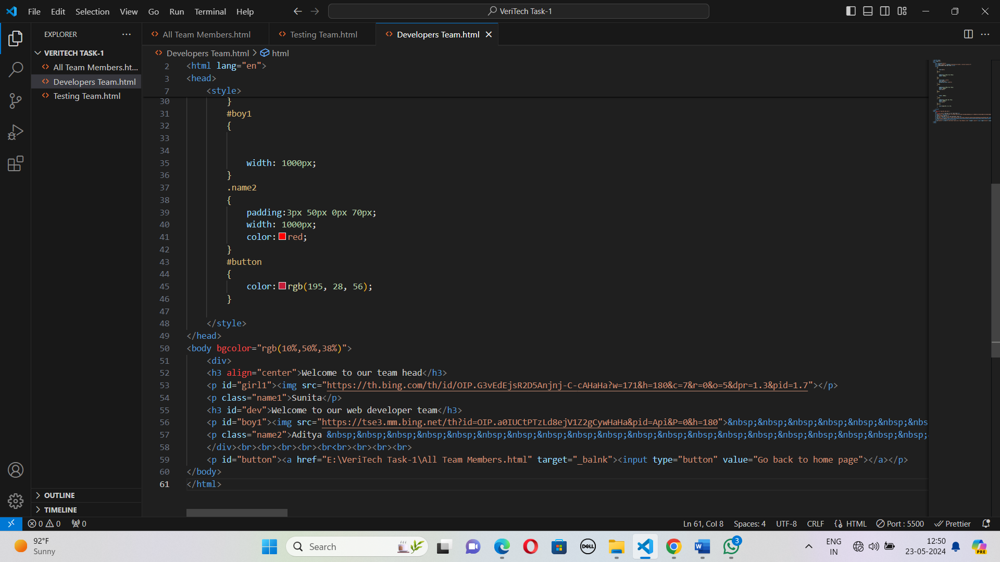 File Edit Selection View Go Run Terminal Help
VeriTech Task-1
EXPLORER
VERITECH TASK-1
All Team Members.ht...
Developers Team.html
Testing Team.html
OUTLINE
TIMELINE
All Team Members.html
Testing Team.html
Developers Team.html
Developers Team.html > html
2 <html lang="en">
3 <head>
7 <style>
30 }
31 #boy1
32 {
33
34
35 width: 1000px;
36 }
37 .name2
38 {
39 padding:3px 50px 0px 70px;
40 width: 1000px;
41 color: red;
42 }
43 #button
44 {
45 color: rgb(195, 28, 56);
46 }
47
48 </style>
49 </head>
50 <body bgcolor="rgb(10%,50%,38%)">
51 <div>
52 <h3 align="center">Welcome to our team head</h3>
53 <p id="girl1"><img src="https://th.bing.com/th/id/OIP.G3vEdEjsR2D5Anjnj-C-cAHaHa?w=171&h=180&c=7&r=0&o=5&dpr=1.3&pid=1.7"></p>
54 <p class="name1">Sunita</p>
55 <h3 id="dev">Welcome to our web developer team</h3>
56 <p id="boy1"><img src="https://tse3.mm.bing.net/th?id=OIP.a0IUCtPTzLd8ejV1Z2gCywHaHa&pid=Api&P=0&h=180">&nbsp;&nbsp;&nbsp;&nbsp;&nbsp;&nbsp;&nbs
57 <p class="name2">Aditya &nbsp;&nbsp;&nbsp;&nbsp;&nbsp;&nbsp;&nbsp;&nbsp;&nbsp;&nbsp;&nbsp;&nbsp;&nbsp;&nbsp;&nbsp;&nbsp;&nbsp;&nbsp;&nbsp;&nbsp;
58 </div><br><br><br><br><br<br><br><br><br>
59 <p id="button"><a href="E:\VeriTech Task-1\All Team Members.html" target="_balnk"><input type="button" value="Go back to home page"></a></p>
60 </body>
61 </html>
0 0 0
Ln 61, Col 8 Spaces: 4 UTF-8 CRLF HTML Port : 5500 Prettier
92°F
Sunny
Search
DELL
3
ENG
IN
12:50
23-05-2024
PRE